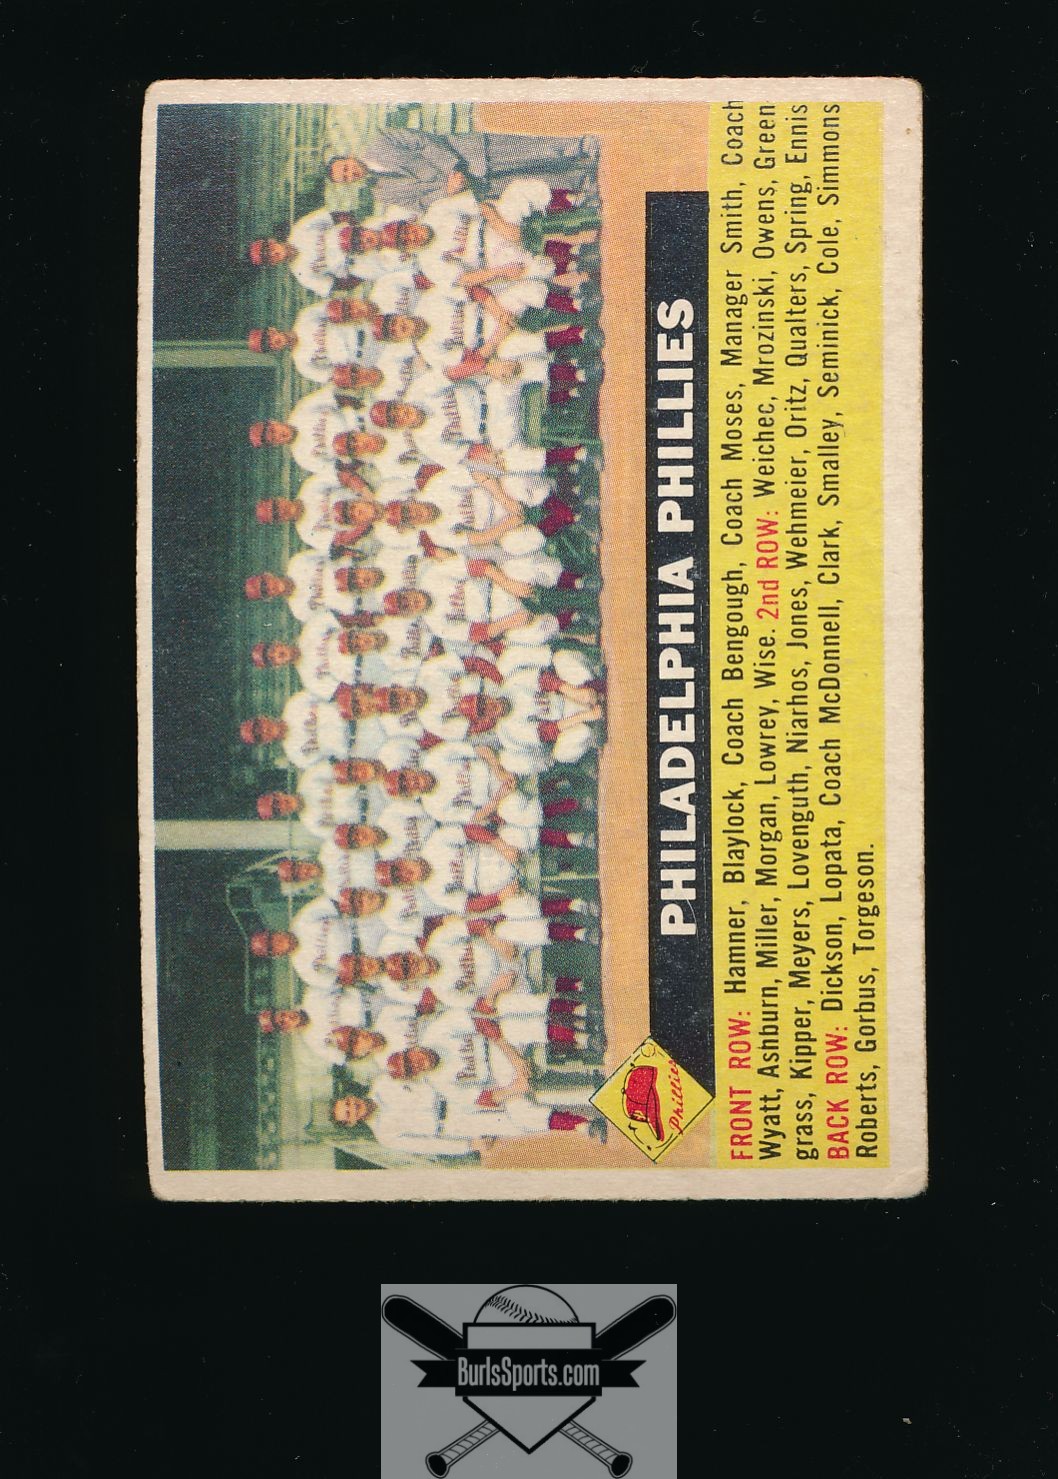 PHILADELPHIA PHILLIES
Phillies
FRONT ROW: Hamner, Blaylock, Coach Bengough, Coach Moses, Manager Smith, Coach
Wyatt, Ashburn, Miller, Morgan, Lowrey, Wise. 2nd ROW: Weichec, Mrozinski, Owens, Green
grass, Kipper, Meyers, Lovenguth, Niarhos, Jones, Wehmeier, Oritz, Qualters, Spring, Ennis
BACK ROW: Dickson, Lopata, Coach McDonnell, Clark, Smalley, Seminick, Cole, Simmons
Roberts, Gorbus, Torgeson.
BurlsSports.com